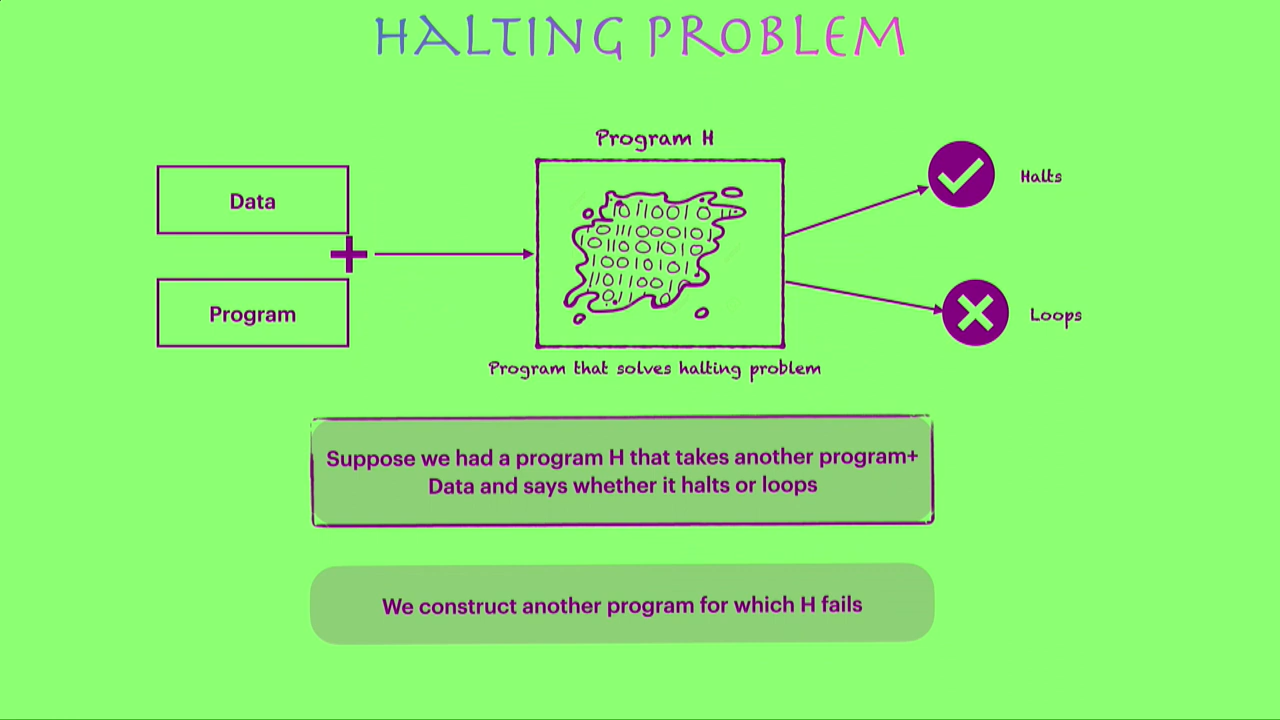 HALTING PROBLEM
Program H
Data
Program
Halts
Loops
Program that solves halting problem
Suppose we had a program H that takes another program+
Data and says whether it halts or loops
We construct another program for which H fails